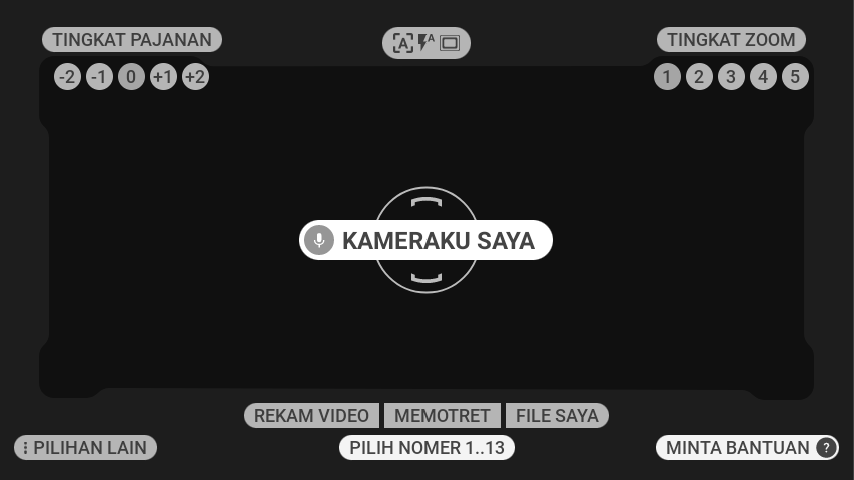 TINGKAT PAJANAN
A
A
TINGKAT ZOOM
-2 -1 0 +1 +2
1 2 3 4 5
KAMERAKU SAYA
REKAM VIDEO MEMOTRET FILE SAYA
PILIHAN LAIN
PILIH NOMER 1..13
MINTA BANTUAN ?